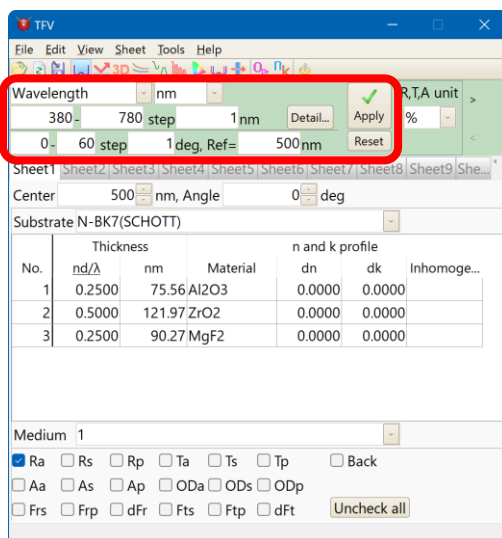 TFV
File Edit View Sheet Tools Help
3D
Wavelength nm R,T,A unit >
380 - 780 step 1 nm Detail... Apply %
0 - 60 step 1 deg, Ref= 500 nm Reset <
Sheet1 Sheet2 Sheet3 Sheet4 Sheet5 Sheet6 Sheet7 Sheet8 Sheet9 She...
Center 500 nm, Angle 0 deg
Substrate N-BK7(SCHOTT)
Thickness n and k profile
No. nd/λ nm Material dn dk Inhomoge...
1 0.2500 75.56 Al2O3 0.0000 0.0000
2 0.5000 121.97 ZrO2 0.0000 0.0000
3 0.2500 90.27 MgF2 0.0000 0.0000
Medium 1
Ra Rs Rp Ta Ts Tp Back
Aa As Ap ODa ODs ODp
Frs Frp dFr Fts Ftp dFt Uncheck all